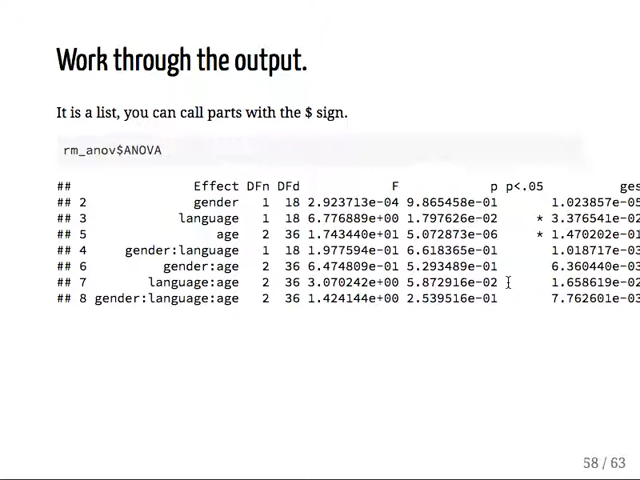 Work through the output.
It is a list, you can call parts with the $ sign.
rm_anov$ANOVA
## Effect DFn DFd F p p<.05 ges
## 2 gender 1 18 2.923713e-04 9.865458e-01 1.023857e-05
## 3 language 1 18 6.776889e+00 1.797626e-02 * 3.376541e-02
## 5 age 2 36 1.743440e+01 5.072873e-06 * 1.470202e-01
## 4 gender:language 1 18 1.977594e-01 6.618365e-01 1.018717e-03
## 6 gender:age 2 36 6.474809e-01 5.293489e-01 6.360440e-03
## 7 language:age 2 36 3.070242e+00 5.872916e-02 1.658619e-02
## 8 gender:language:age 2 36 1.424144e+00 2.539516e-01 7.762601e-03
58 / 63